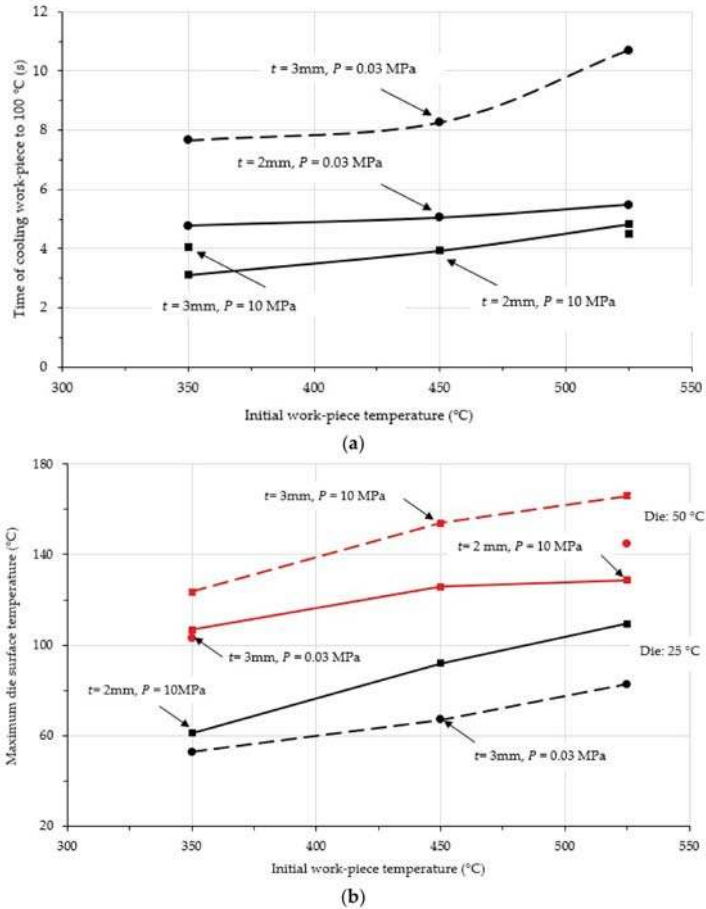 12
t = 3mm, P = 0.03 MPa
10
8
t = 2mm, P = 0.03 MPa
6
4
t = 3mm, P = 10 MPa
t = 2mm, P = 10 MPa
2
0
300 350 400 450 500 550
Time of cooling work-piece to 100 °C (s)
Initial work-piece temperature (°C)
(a)
180
t= 3mm, P = 10 MPa
Die: 50 °C
140
t= 2 mm, P = 10 MPa
100
t= 3mm, P = 0.03 MPa
Die: 25 °C
t= 2mm, P = 10MPa
60
t= 3mm, P = 0.03 MPa
20
300 350 400 450 500 550
Maximum die surface temperature (°C)
Initial work-piece temperature (°C)
(b)